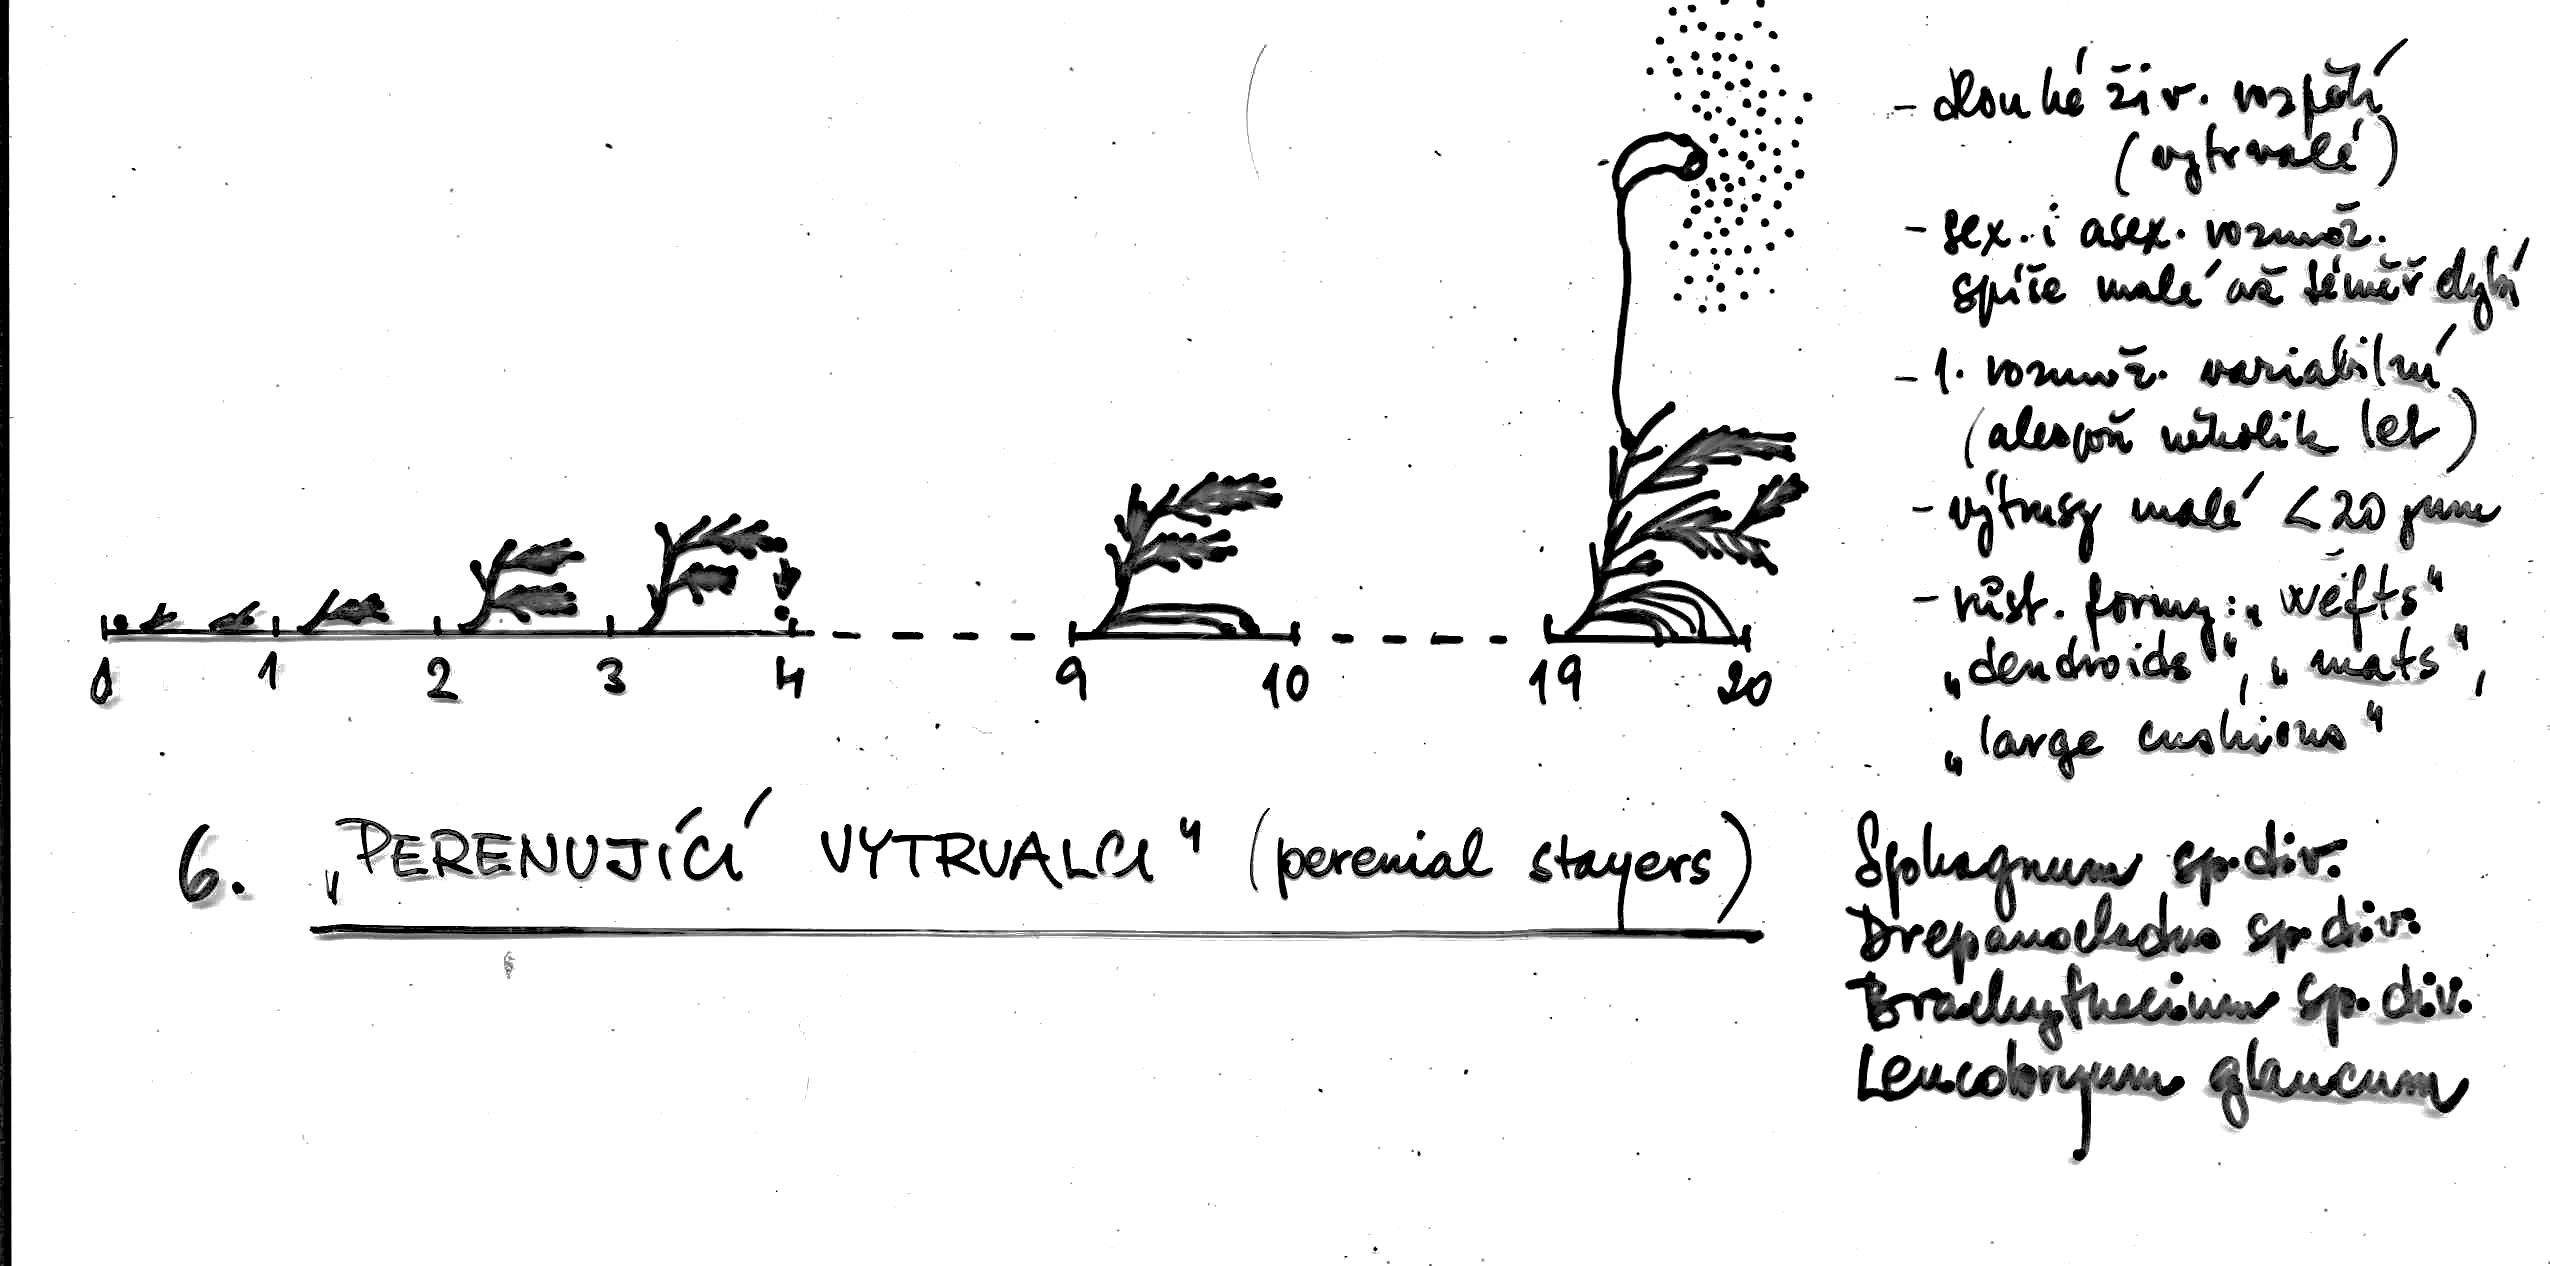 - dlouhé živ. rozpětí
(vytrvalé)
- sex. i asex. rozmnož.
spíše malé až téměř chybí
- 1. rozmnož. variabilní
(alespoň několik let)
- výtrusy malé < 20 µm
- růst. formy: „wefts"
„dendroids", „mats",
„large cushions"
0 1 2 3 4 9 10 19 20
6. „PERENUJÍCÍ VYTRVALCI" (perenial stayers)
Sphagnum sp. div.
Drepanocladus sp. div.
Brachythecium sp. div.
Leucobryum glaucum